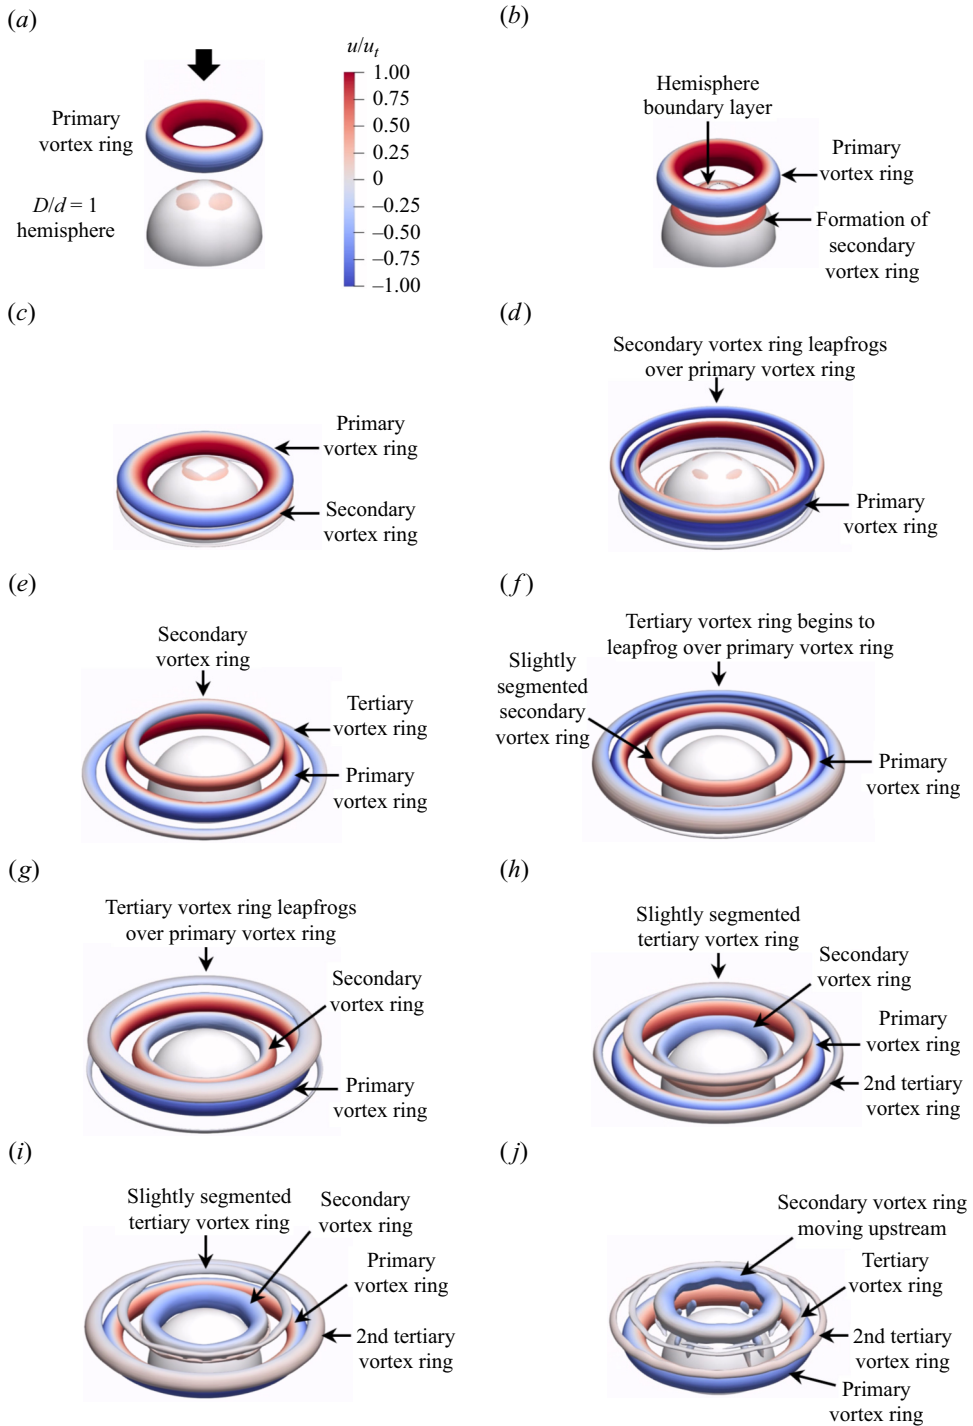 (a)
Primary
vortex ring
D/d = 1
hemisphere
u/u_t
1.00
0.75
0.50
0.25
0
–0.25
–0.50
–0.75
–1.00
(b)
Hemisphere
boundary layer
Primary
vortex ring
Formation of
secondary
vortex ring
(c)
Primary
vortex ring
Secondary
vortex ring
(d)
Secondary vortex ring leapfrogs
over primary vortex ring
Primary
vortex ring
(e)
Secondary
vortex ring
Tertiary
vortex ring
Primary
vortex ring
(f)
Tertiary vortex ring begins to
leapfrog over primary vortex ring
Slightly
segmented
secondary
vortex ring
Primary
vortex ring
(g)
Tertiary vortex ring leapfrogs
over primary vortex ring
Secondary
vortex ring
Primary
vortex ring
(h)
Slightly segmented
tertiary vortex ring
Secondary
vortex ring
Primary
vortex ring
2nd tertiary
vortex ring
(i)
Slightly segmented
tertiary vortex ring
Secondary
vortex ring
Primary
vortex ring
2nd tertiary
vortex ring
(j)
Secondary vortex ring
moving upstream
Tertiary
vortex ring
2nd tertiary
vortex ring
Primary
vortex ring